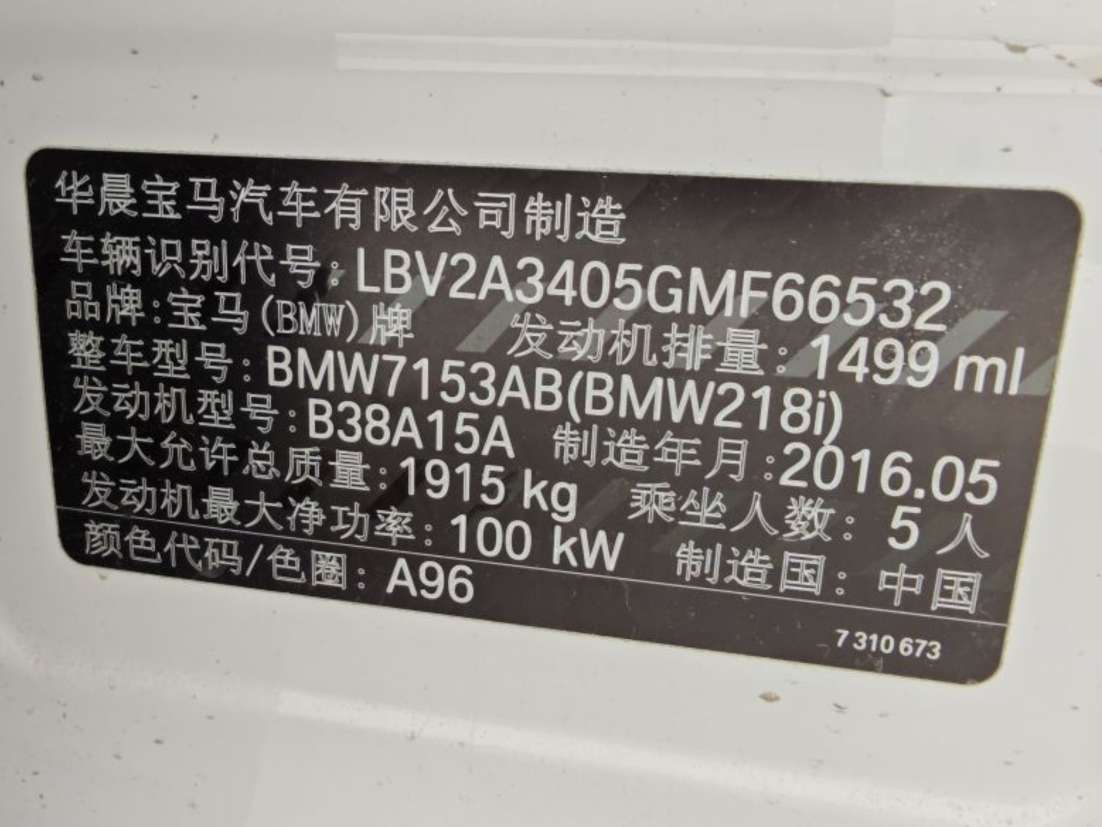 华晨宝马汽车有限公司制造
车辆识别代号：LBV2A3405GMF66532
品牌：宝马(BMW)牌 发动机排量：1499 ml
整车型号：BMW7153AB(BMW218i)
发动机型号：B38A15A 制造年月：2016.05
最大允许总质量：1915 kg 乘坐人数：5 人
发动机最大净功率：100 kW 制造国：中国
颜色代码/色圈：A96
7 310 673